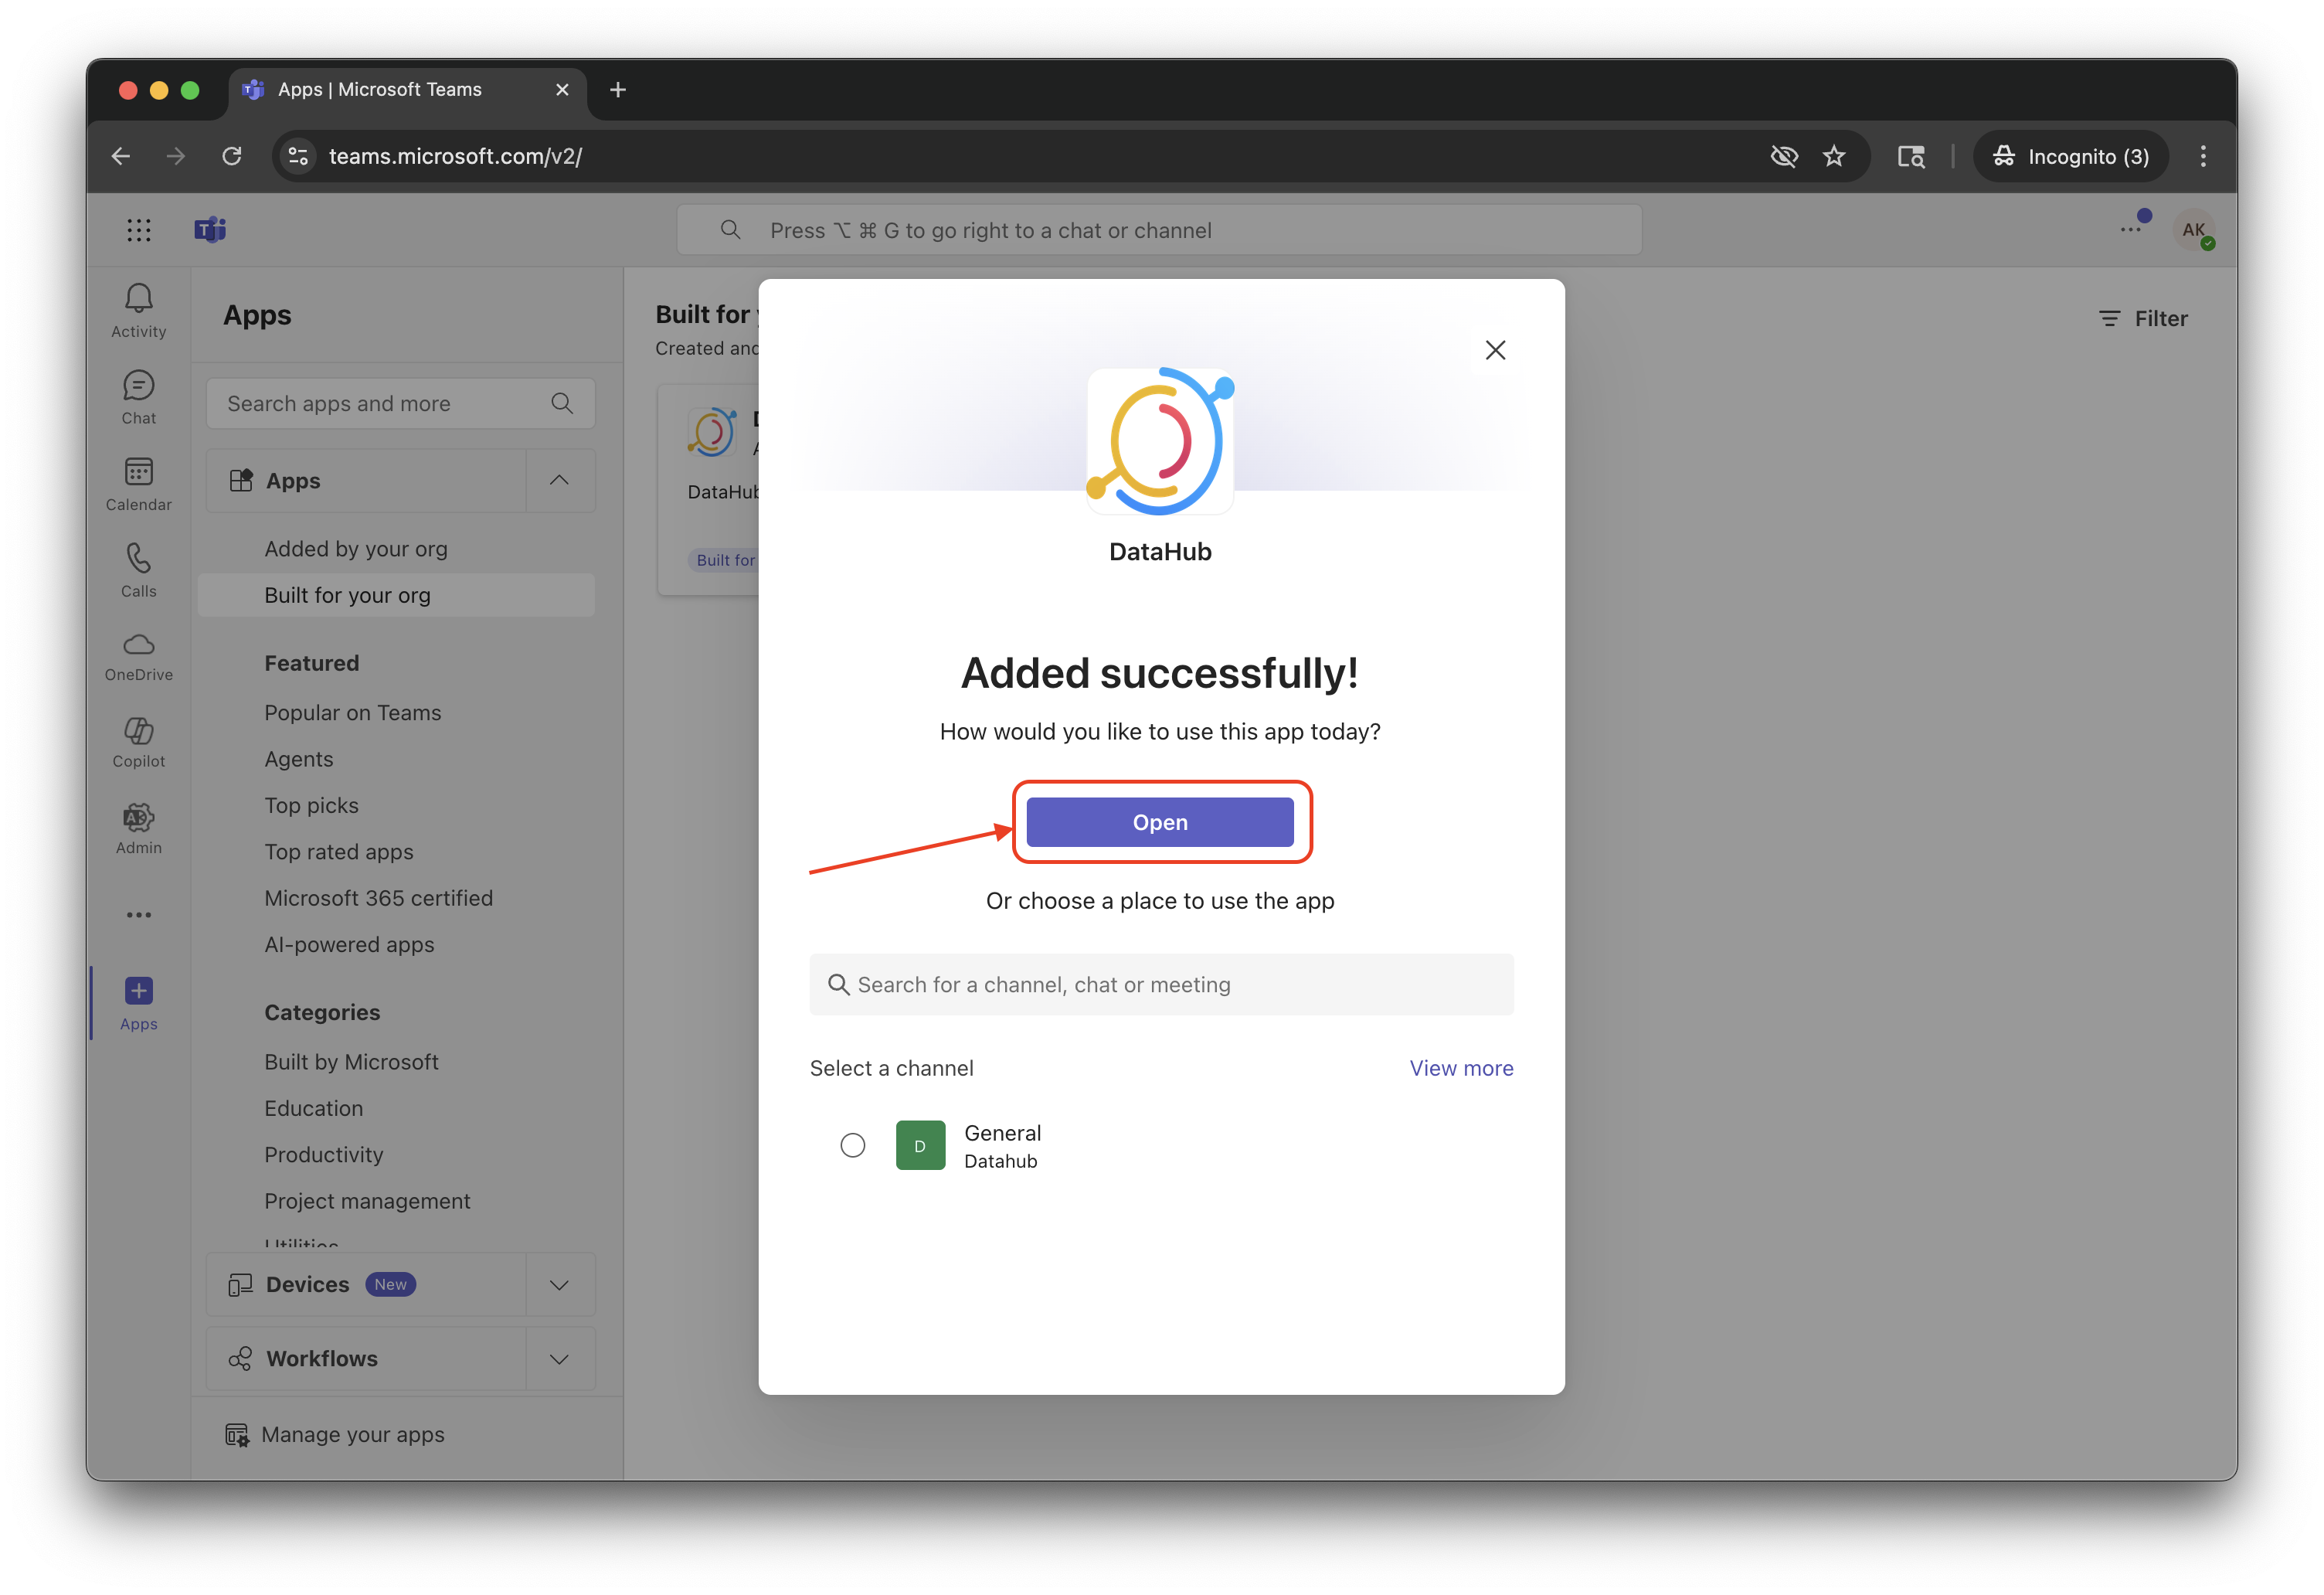 Apps | Microsoft Teams
teams.microsoft.com/v2/
Incognito (3)
Press ⌥ ⌘ G to go right to a chat or channel
AK
Activity
Chat
Calendar
Calls
OneDrive
Copilot
Admin
Apps
Apps
Search apps and more
Apps
Added by your org
Built for your org
Featured
Popular on Teams
Agents
Top picks
Top rated apps
Microsoft 365 certified
AI-powered apps
Categories
Built by Microsoft
Education
Productivity
Project management
Utilities
Devices New
Workflows
Manage your apps
Built for
Created and
DataHub
Built for
Filter
DataHub
Added successfully!
How would you like to use this app today?
Open
Or choose a place to use the app
Search for a channel, chat or meeting
Select a channel
View more
D
General
Datahub